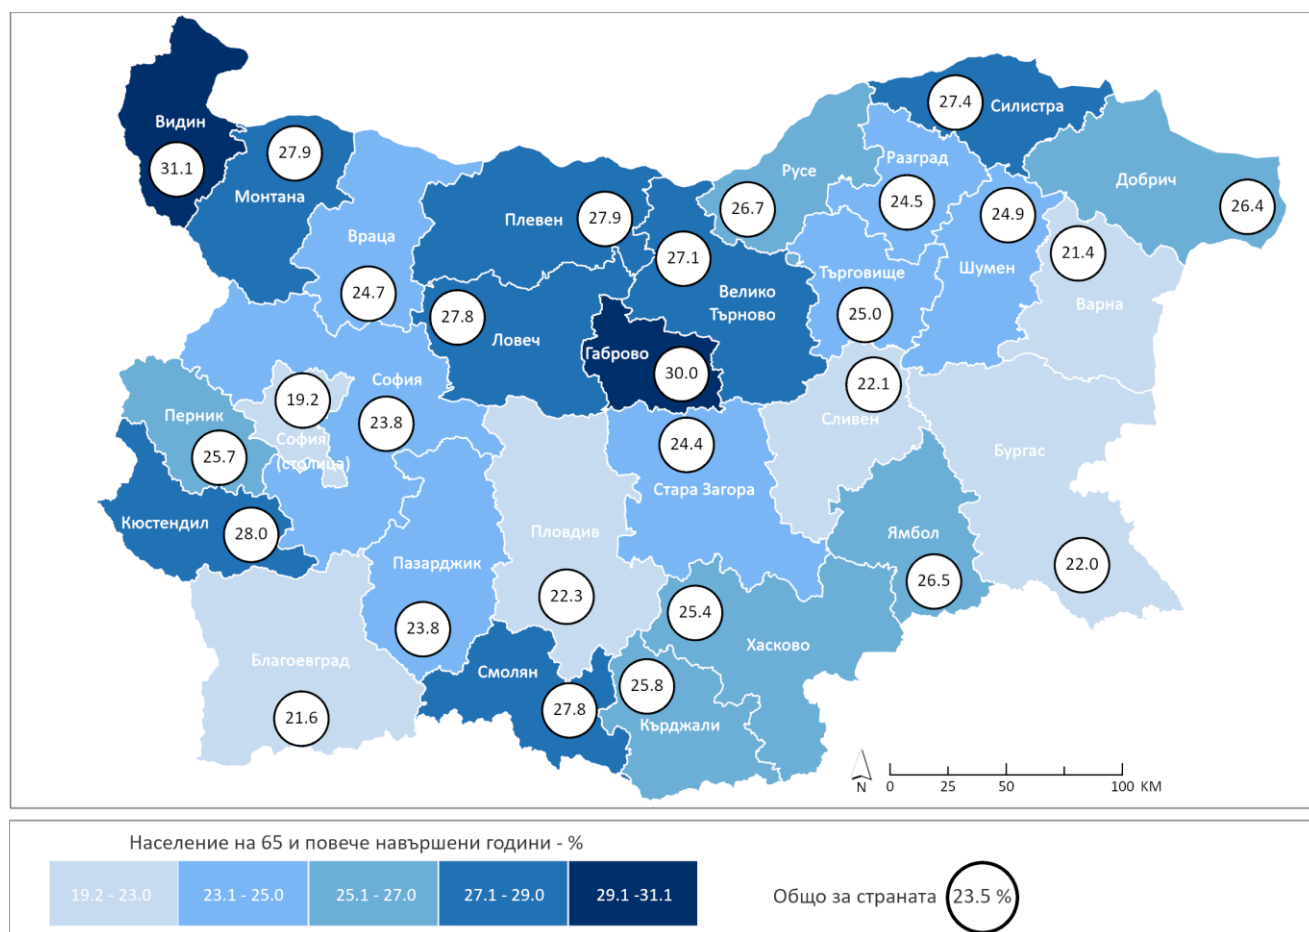 Видин
31.1
27.9
Монтана
Враца
24.7
Плевен
27.9
27.1
Велико
Търново
Русе
26.7
27.4
Силистра
Разград
24.5
24.9
Шумен
Добрич
26.4
21.4
Варна
Търговище
25.0
27.8
Ловеч
Габрово
30.0
София
23.8
19.2
София
(столица)
Перник
25.7
Кюстендил
28.0
24.4
Стара Загора
22.1
Сливен
Бургас
22.0
Ямбол
26.5
Пловдив
22.3
Пазарджик
23.8
Благоевград
21.6
Смолян
27.8
25.4
Хасково
25.8
Кърджали
N
0 25 50 100 КМ
Население на 65 и повече навършени години - %
19.2 - 23.0 23.1 - 25.0 25.1 - 27.0 27.1 - 29.0 29.1 -31.1
Общо за страната 23.5 %